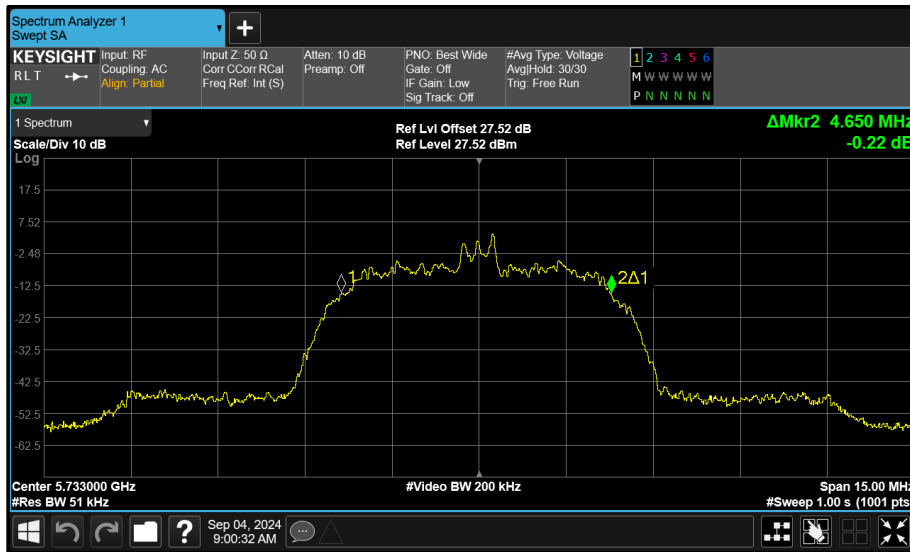 Spectrum Analyzer 1
Swept SA
▼
+
KEYSIGHT
RLT
LXI
Input: RF
Coupling: AC
Align: Partial
Input Z: 50 Ω
Corr CCorr RCal
Freq Ref: Int (S)
Atten: 10 dB
Preamp: Off
PNO: Best Wide
Gate: Off
IF Gain: Low
Sig Track: Off
#Avg Type: Voltage
Avg|Hold: 30/30
Trig: Free Run
1 2 3 4 5 6
M W W W W W
P N N N N N
1 Spectrum ▼
Scale/Div 10 dB
Ref Lvl Offset 27.52 dB
Ref Level 27.52 dBm
ΔMkr2 4.650 MHz
-0.22 dB
Log
17.5
7.52
-2.48
-12.5
-22.5
-32.5
-42.5
-52.5
-62.5
1
2Δ1
Center 5.733000 GHz
#Video BW 200 kHz
Span 15.00 MHz
#Res BW 51 kHz
#Sweep 1.00 s (1001 pts
?
Sep 04, 2024
9:00:32 AM